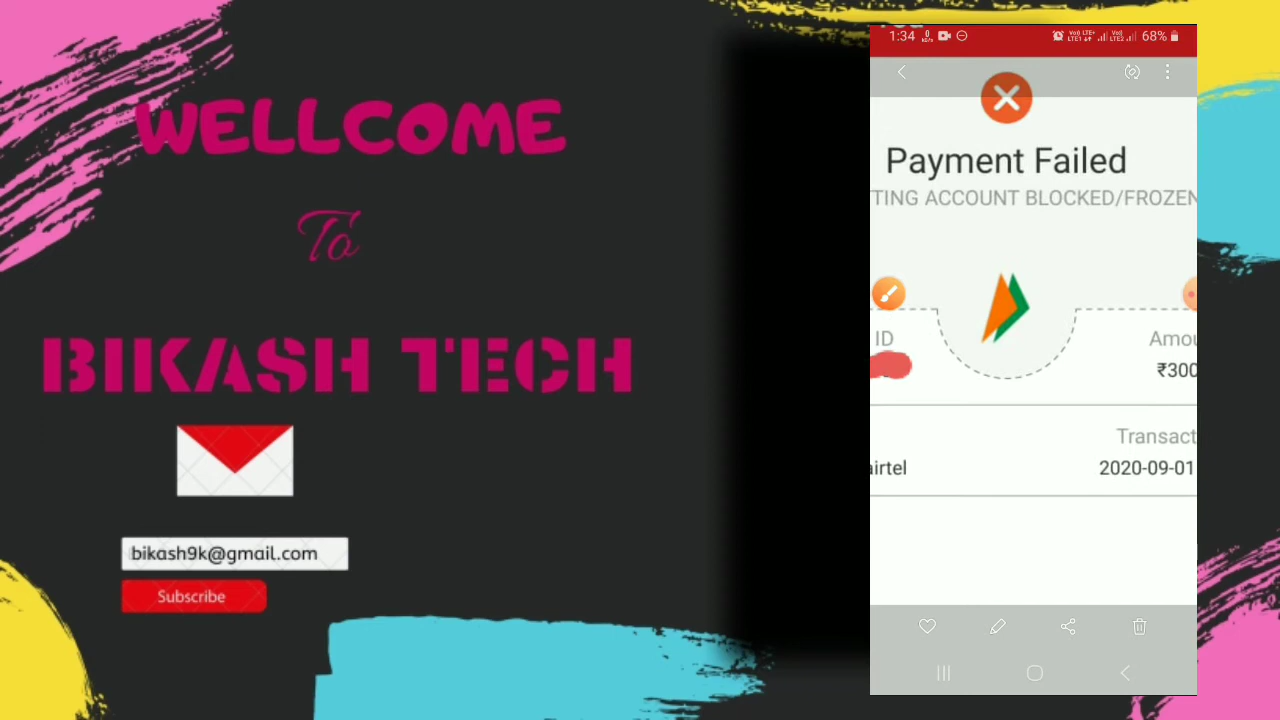 WELLCOME
To
BIKASH TECH
bikash9k@gmail.com
Subscribe
1:34
68%
Payment Failed
TING ACCOUNT BLOCKED/FROZEN
ID
Amou
₹300
Transact
airtel
2020-09-01